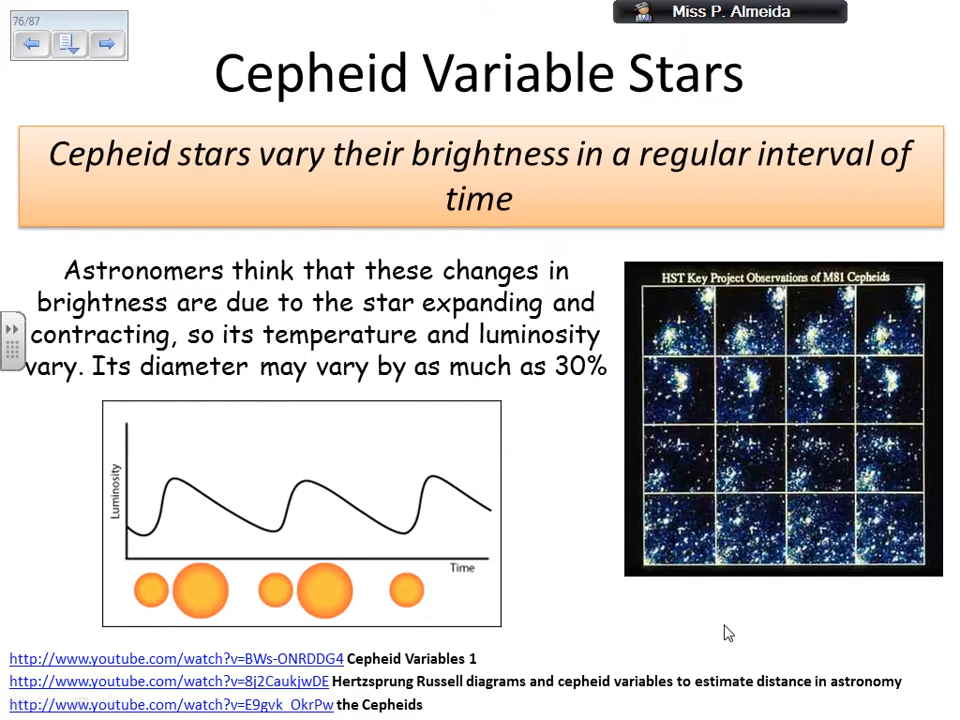 76/87
Miss P. Almeida
Cepheid Variable Stars
Cepheid stars vary their brightness in a regular interval of
time
Astronomers think that these changes in
brightness are due to the star expanding and
contracting, so its temperature and luminosity
vary. Its diameter may vary by as much as 30%
HST Key Project Observations of M81 Cepheids
Luminosity
Time
http://www.youtube.com/watch?v=BWs-ONRDDG4 Cepheid Variables 1
http://www.youtube.com/watch?v=8j2CaukjwDE Hertzsprung Russell diagrams and cepheid variables to estimate distance in astronomy
http://www.youtube.com/watch?v=E9gvk_OkrPw the Cepheids